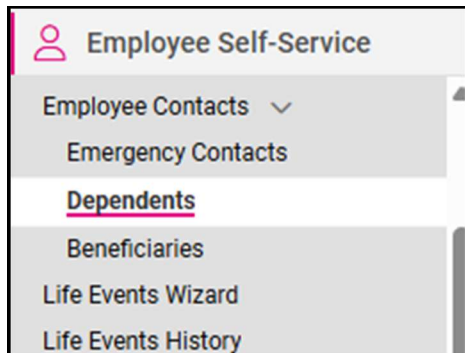 Employee Self-Service
Employee Contacts
Emergency Contacts
Dependents
Beneficiaries
Life Events Wizard
Life Events History